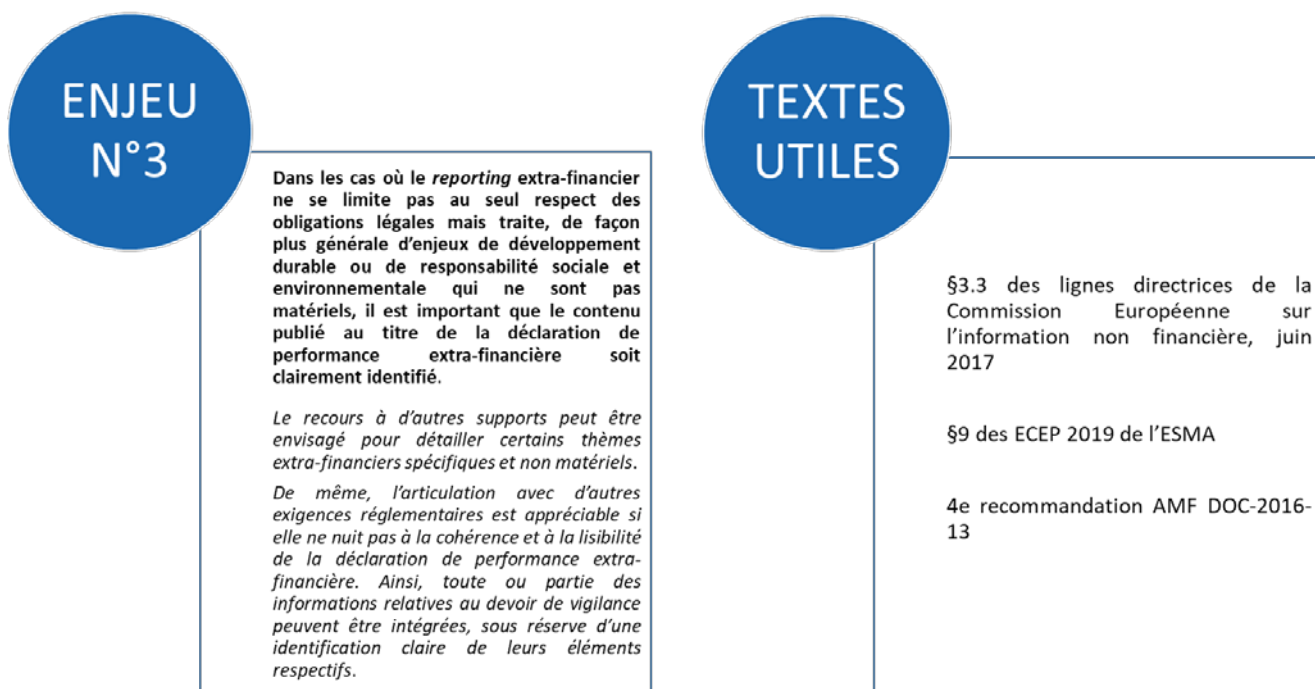 ENJEU
N°3
Dans les cas où le reporting extra-financier
ne se limite pas au seul respect des
obligations légales mais traite, de façon
plus générale d'enjeux de développement
durable ou de responsabilité sociale et
environnementale qui ne sont pas
matériels, il est important que le contenu
publié au titre de la déclaration de
performance extra-financière soit
clairement identifié.
Le recours à d'autres supports peut être
envisagé pour détailler certains thèmes
extra-financiers spécifiques et non matériels.
De même, l'articulation avec d'autres
exigences réglementaires est appréciable si
elle ne nuit pas à la cohérence et à la lisibilité
de la déclaration de performance extra-
financière. Ainsi, toute ou partie des
informations relatives au devoir de vigilance
peuvent être intégrées, sous réserve d'une
identification claire de leurs éléments
respectifs.
TEXTES
UTILES
§3.3 des lignes directrices de la
Commission Européenne sur
l'information non financière, juin
2017
§9 des ECEP 2019 de l'ESMA
4e recommandation AMF DOC-2016-
13